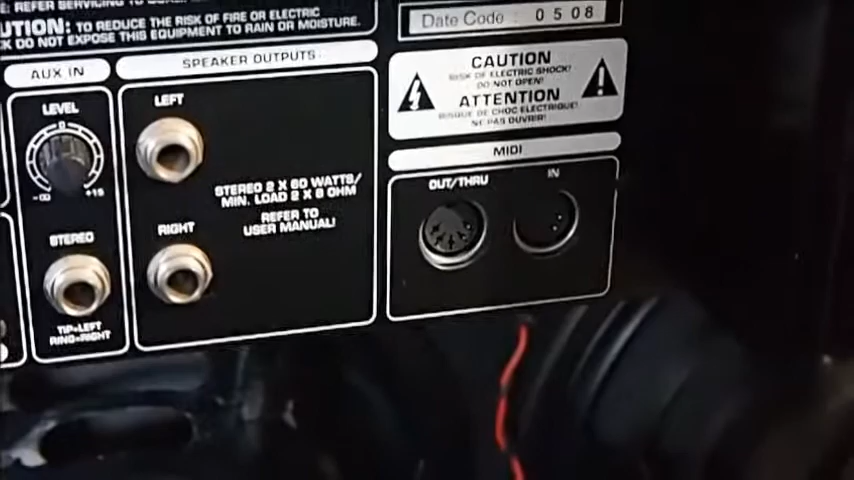 E: REFER SERVICING TO
UTION: TO REDUCE THE RISK OF FIRE OR ELECTRIC
K DO NOT EXPOSE THIS EQUIPMENT TO RAIN OR MOISTURE.
Date Code : 0508
AUX IN
SPEAKER OUTPUTS
CAUTION
RISK OF ELECTRIC SHOCK!
DO NOT OPEN!
ATTENTION
RISQUE DE CHOC ELECTRIQUE!
NE PAS OUVRIR!
MIDI
LEVEL
0
-∞
+15
STEREO
TIP=LEFT
RING=RIGHT
LEFT
RIGHT
STEREO 2 X 60 WATTS/
MIN. LOAD 2 X 8 OHM
REFER TO
USER MANUAL!
OUT/THRU
IN